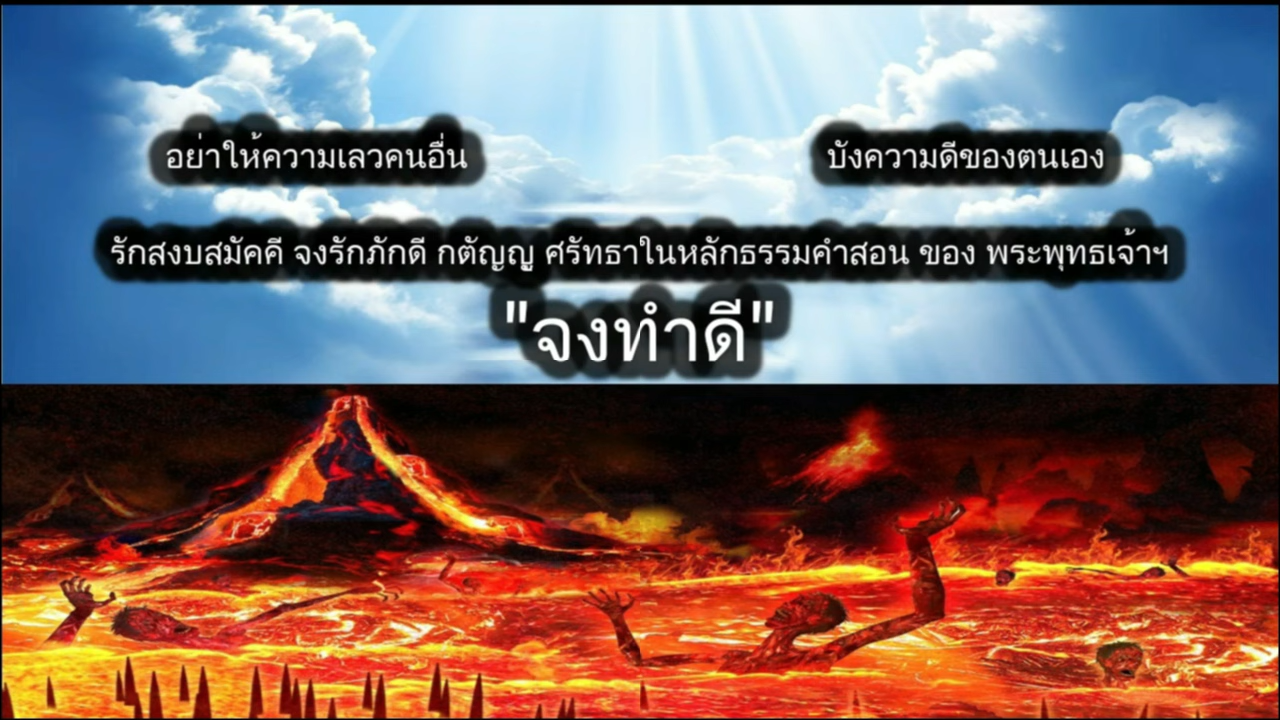 อย่าให้ความเลวคนอื่น บังความดีของตนเอง
รักสงบสมัคคี จงรักภักดี กตัญญู ศรัทธาในหลักธรรมคำสอน ของ พระพุทธเจ้าฯ
"จงทำดี"